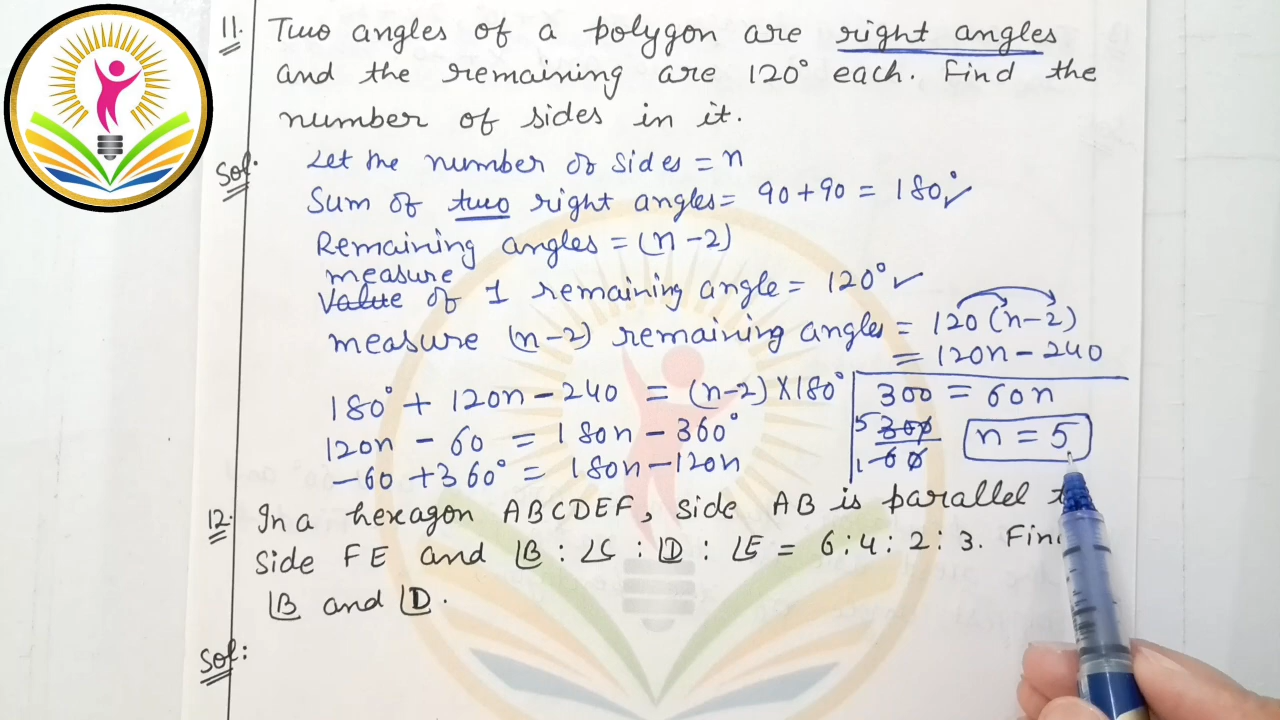 11. Two angles of a polygon are right angles
and the remaining are 120° each. Find the
number of sides in it.
Sol. Let the number of sides = n
Sum of two right angles = 90 + 90 = 180° ✓
Remaining angles = (n-2)
measure
Value of 1 remaining angle = 120° ✓
measure (n-2) remaining angles = 120 (n-2)
= 120n - 240
180° + 120n - 240 = (n-2) X 180°
120n - 60 = 180n - 360°
-60 + 360° = 180n - 120n
300 = 60n
5 300
1 60
n = 5
12. In a hexagon ABCDEF, side AB is parallel
Side FE and ∠B : ∠C : ∠D : ∠E = 6 : 4 : 2 : 3.
∠B and ∠D.
Sol: